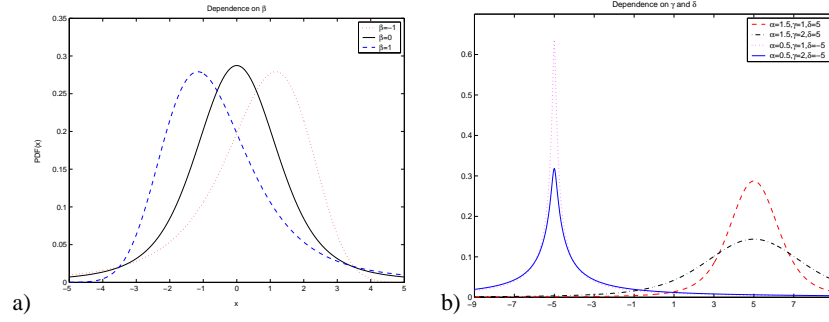 Dependence on β
β=−1
β=0
β=1
0.35
0.3
0.25
0.2
0.15
0.1
0.05
0
PDF(x)
−5 −4 −3 −2 −1 0 1 2 3 4 5
x
a)
Dependence on γ and δ
α=1.5,γ=1,δ=5
α=1.5,γ=2,δ=5
α=0.5,γ=1,δ=−5
α=0.5,γ=2,δ=−5
0.6
0.5
0.4
0.3
0.2
0.1
0
−9 −7 −5 −3 −1 1 3 5 7
b)